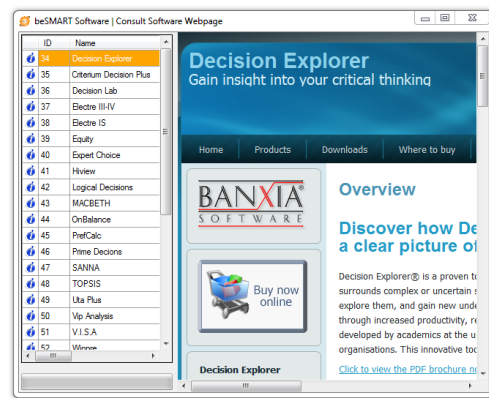 beSMART Software | Consult Software Webpage
ID Name
34 Decision Explorer
35 Criterium Decision Plus
36 Decision Lab
37 Electre III-IV
38 Electre IS
39 Equity
40 Expert Choice
41 Hiview
42 Logical Decisions
43 MACBETH
44 OnBalance
45 PrefCalc
46 Prime Decions
47 SANNA
48 TOPSIS
49 Uta Plus
50 Vip Analysis
51 V.I.S.A
52 Winpre
Decision Explorer
Gain insight into your critical thinking
Home Products Downloads Where to buy
BANXIA®
SOFTWARE
Buy now
online
Decision Explorer
Overview
Discover how De
a clear picture of
Decision Explorer® is a proven to
surrounds complex or uncertain s
explore them, and gain new unde
through increased productivity, re
developed by academics at the u
organisations. This innovative too
Click to view the PDF brochure no